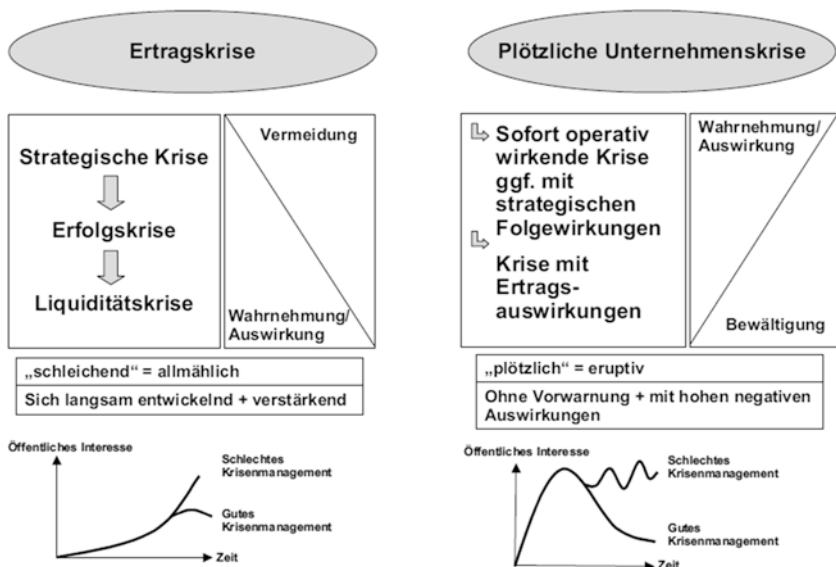 Ertragskrise
Strategische Krise
Erfolgskrise
Liquiditätskrise
Vermeidung
Wahrnehmung/
Auswirkung
„schleichend“ = allmählich
Sich langsam entwickelnd + verstärkend
Öffentliches Interesse
Schlechtes
Krisenmanagement
Gutes
Krisenmanagement
Zeit
Plötzliche Unternehmenskrise
Sofort operativ
wirkende Krise
ggf. mit
strategischen
Folgewirkungen
Krise mit
Ertrags-
auswirkungen
Wahrnehmung/
Auswirkung
Bewältigung
„plötzlich“ = eruptiv
Ohne Vorwarnung + mit hohen negativen
Auswirkungen
Öffentliches Interesse
Schlechtes
Krisenmanagement
Gutes
Krisenmanagement
Zeit